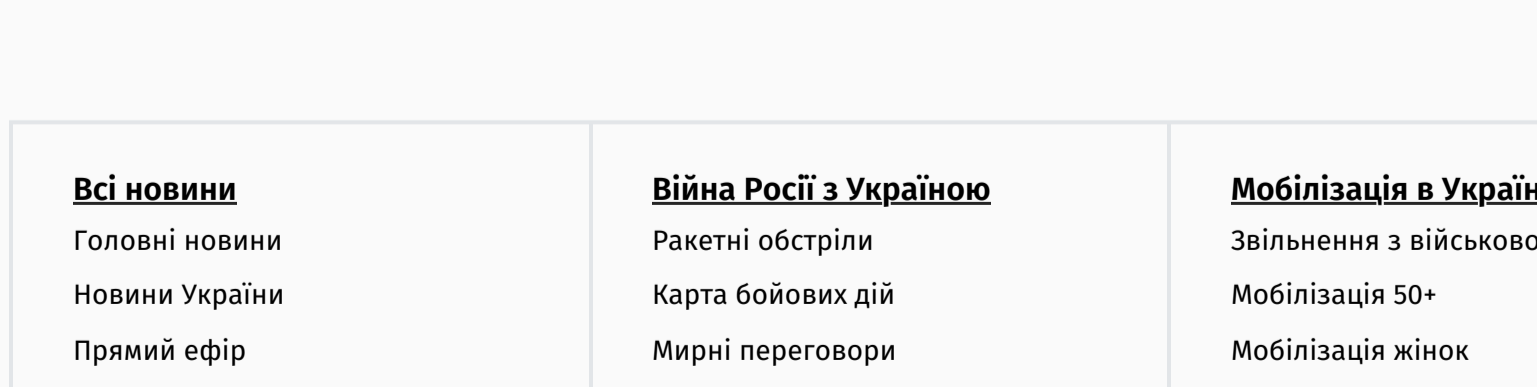 Всі новини
Головні новини
Новини України
Прямий ефір
Війна Росії з Україною
Ракетні обстріли
Карта бойових дій
Мирні переговори
Мобілізація в
Звільнення з
Мобілізація 50+
Мобілізація жінок